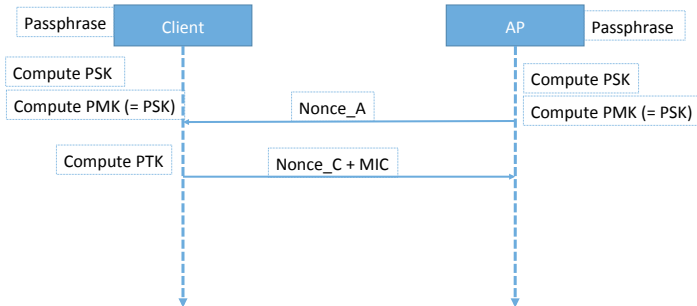 Passphrase
Client
AP
Passphrase
Compute PSK
Compute PSK
Compute PMK (= PSK)
Nonce_A
Compute PMK (= PSK)
Compute PTK
Nonce_C + MIC